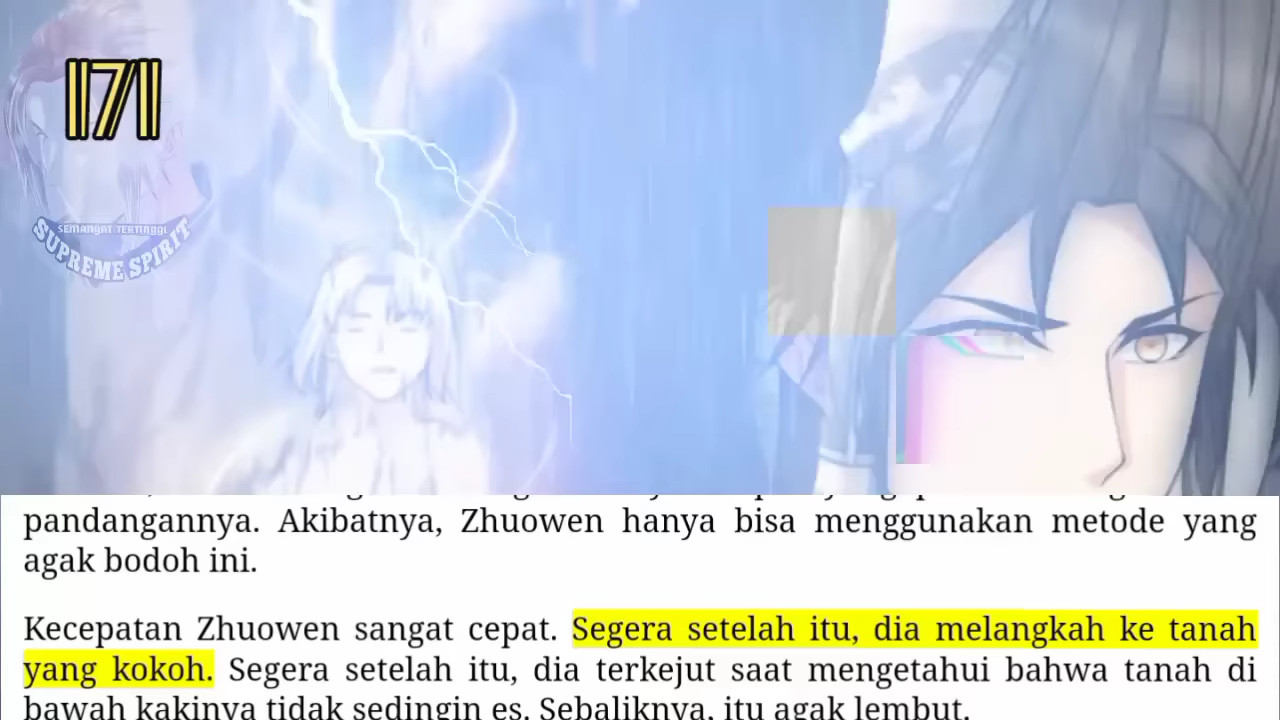 171
SEMANGAT TERTINGGI
SUPREME SPIRIT
pandangannya. Akibatnya, Zhuowen hanya bisa menggunakan metode yang
agak bodoh ini.
Kecepatan Zhuowen sangat cepat. Segera setelah itu, dia melangkah ke tanah
yang kokoh. Segera setelah itu, dia terkejut saat mengetahui bahwa tanah di
bawah kakinya tidak sedingin es. Sebaliknya, itu agak lembut.